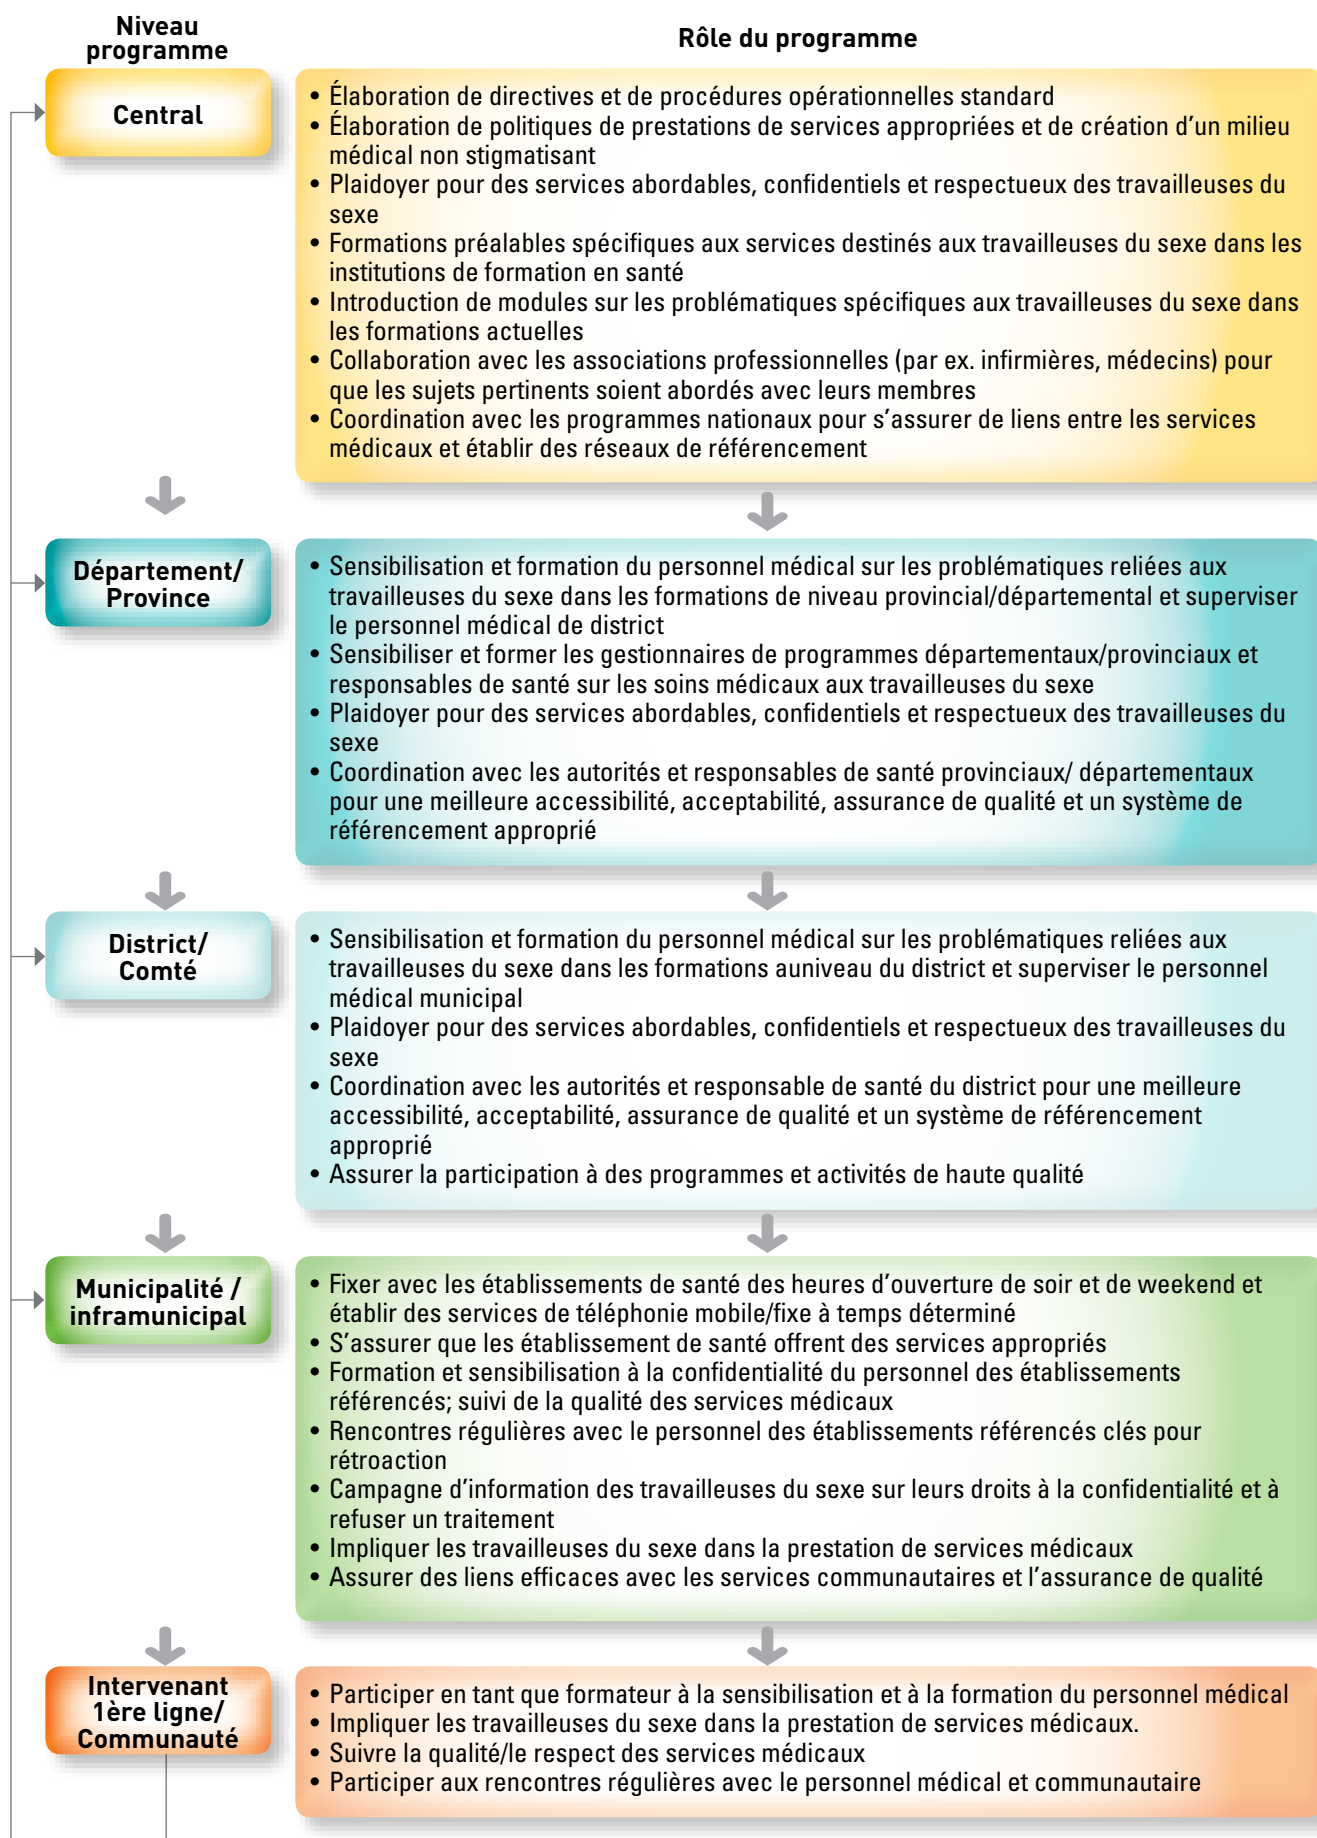 Niveau
programme
Rôle du programme
Central
• Élaboration de directives et de procédures opérationnelles standard
• Élaboration de politiques de prestations de services appropriées et de création d’un milieu
médical non stigmatisant
• Plaidoyer pour des services abordables, confidentiels et respectueux des travailleuses du
sexe
• Formations préalables spécifiques aux services destinés aux travailleuses du sexe dans les
institutions de formation en santé
• Introduction de modules sur les problématiques spécifiques aux travailleuses du sexe dans
les formations actuelles
• Collaboration avec les associations professionnelles (par ex. infirmières, médecins) pour
que les sujets pertinents soient abordés avec leurs membres
• Coordination avec les programmes nationaux pour s’assurer de liens entre les services
médicaux et établir des réseaux de référencement
Département/
Province
• Sensibilisation et formation du personnel médical sur les problématiques reliées aux
travailleuses du sexe dans les formations de niveau provincial/départemental et superviser
le personnel médical de district
• Sensibiliser et former les gestionnaires de programmes départementaux/provinciaux et
responsables de santé sur les soins médicaux aux travailleuses du sexe
• Plaidoyer pour des services abordables, confidentiels et respectueux des travailleuses du
sexe
• Coordination avec les autorités et responsables de santé provinciaux/ départementaux
pour une meilleure accessibilité, acceptabilité, assurance de qualité et un système de
référencement approprié
District/
Comté
• Sensibilisation et formation du personnel médical sur les problématiques reliées aux
travailleuses du sexe dans les formations auniveau du district et superviser le personnel
médical municipal
• Plaidoyer pour des services abordables, confidentiels et respectueux des travailleuses du
sexe
• Coordination avec les autorités et responsable de santé du district pour une meilleure
accessibilité, acceptabilité, assurance de qualité et un système de référencement
approprié
• Assurer la participation à des programmes et activités de haute qualité
Municipalité /
inframunicipal
• Fixer avec les établissements de santé des heures d’ouverture de soir et de weekend et
établir des services de téléphonie mobile/fixe à temps déterminé
• S’assurer que les établissement de santé offrent des services appropriés
• Formation et sensibilisation à la confidentialité du personnel des établissements
référencés; suivi de la qualité des services médicaux
• Rencontres régulières avec le personnel des établissements référencés clés pour
rétroaction
• Campagne d’information des travailleuses du sexe sur leurs droits à la confidentialité et à
refuser un traitement
• Impliquer les travailleuses du sexe dans la prestation de services médicaux
• Assurer des liens efficaces avec les services communautaires et l’assurance de qualité
Intervenant
1ère ligne/
Communauté
• Participer en tant que formateur à la sensibilisation et à la formation du personnel médical
• Impliquer les travailleuses du sexe dans la prestation de services médicaux.
• Suivre la qualité/le respect des services médicaux
• Participer aux rencontres régulières avec le personnel médical et communautaire